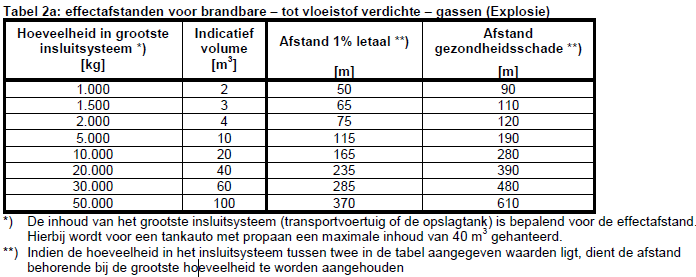 Tabel 2a: effectafstanden voor brandbare – tot vloeistof verdichte – gassen (Explosie)
Hoeveelheid in grootste insluitsysteem *) [kg] Indicatief volume [m³] Afstand 1% letaal **) [m] Afstand gezondheidsschade **) [m]
1.000 2 50 90
1.500 3 65 110
2.000 4 75 120
5.000 10 115 190
10.000 20 165 280
20.000 40 235 390
30.000 60 285 480
50.000 100 370 610
*) De inhoud van het grootste insluitsysteem (transportvoertuig of de opslagtank) is bepalend voor de effectafstand.
Hierbij wordt voor een tankauto met propaan een maximale inhoud van 40 m³ gehanteerd.
**) Indien de hoeveelheid in het insluitsysteem tussen twee in de tabel aangegeven waarden ligt, dient de afstand
behorende bij de grootste hoeveelheid te worden aangehouden